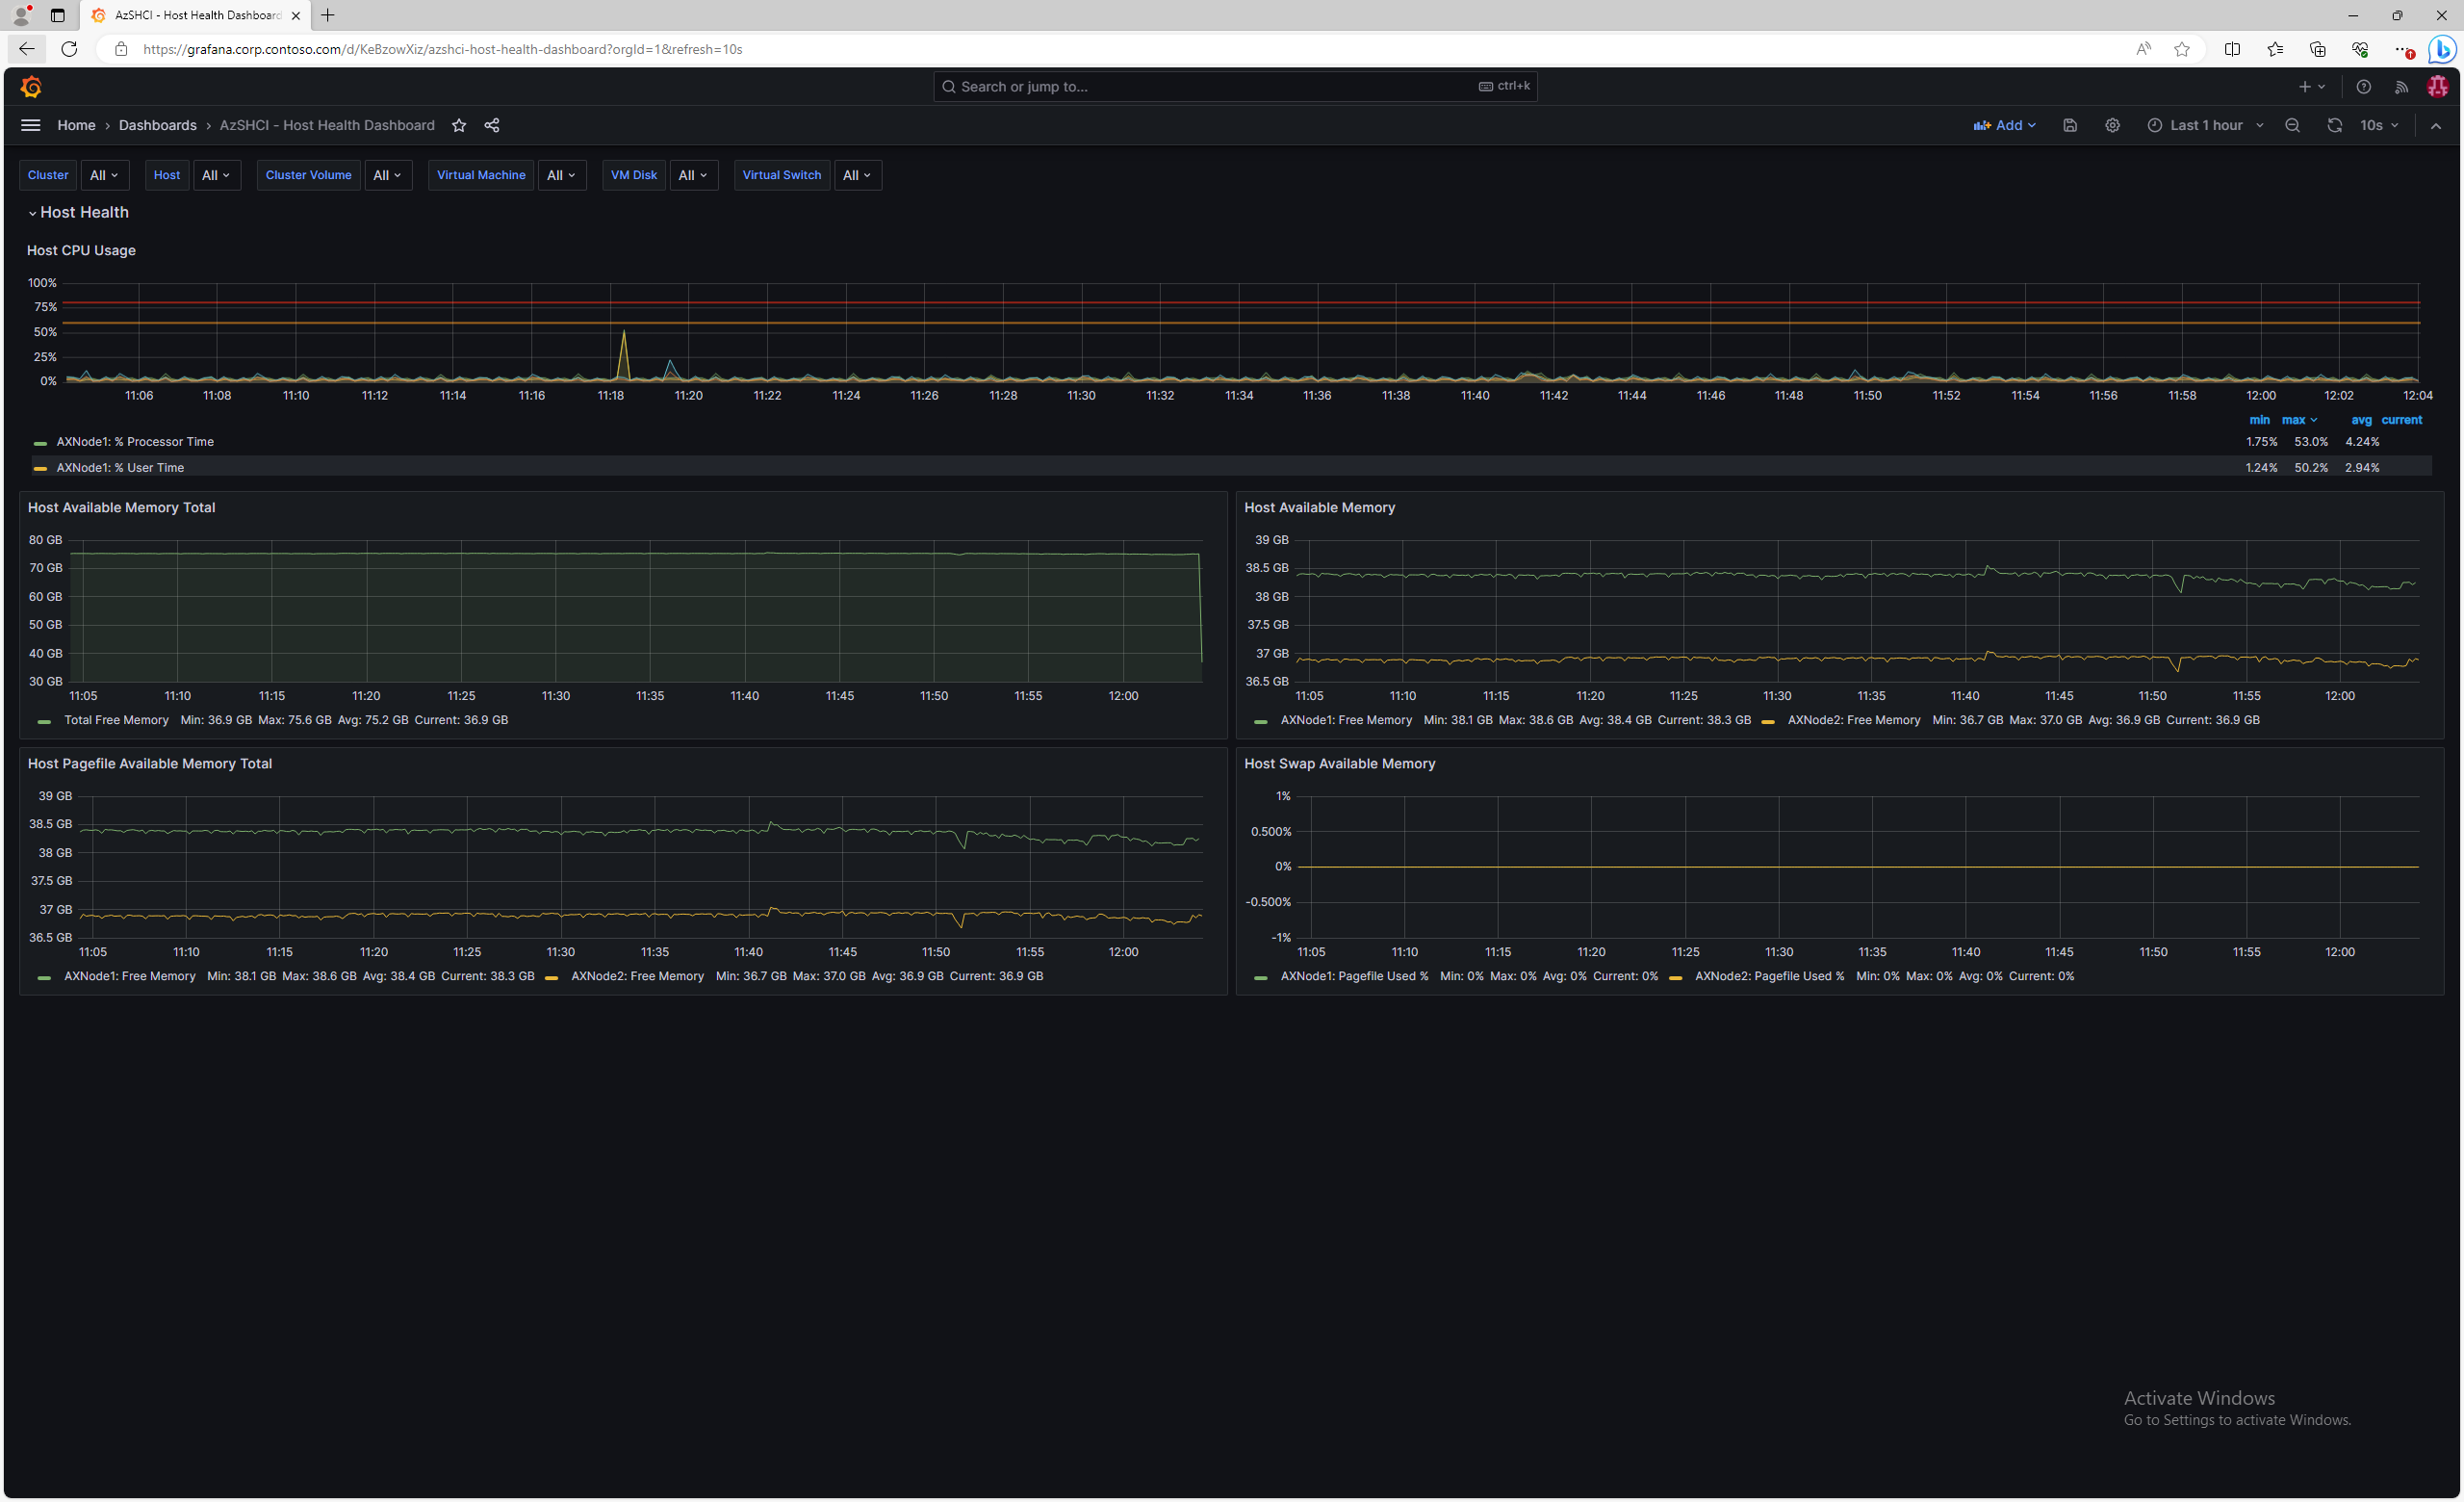 AzSHCI - Host Health Dashboard
https://grafana.corp.contoso.com/d/KeBzowXiz/azshci-host-health-dashboard?orgId=1&refresh=10s
Search or jump to... ctrl+k
Home › Dashboards › AzSHCI - Host Health Dashboard Add Last 1 hour 10s
Cluster All Host All Cluster Volume All Virtual Machine All VM Disk All Virtual Switch All
Host Health
Host CPU Usage
100%
75%
50%
25%
0%
11:06 11:08 11:10 11:12 11:14 11:16 11:18 11:20 11:22 11:24 11:26 11:28 11:30 11:32 11:34 11:36 11:38 11:40 11:42 11:44 11:46 11:48 11:50 11:52 11:54 11:56 11:58 12:00 12:02 12:04
min max avg current
AXNode1: % Processor Time 1.75% 53.0% 4.24%
AXNode1: % User Time 1.24% 50.2% 2.94%
Host Available Memory Total
80 GB
70 GB
60 GB
50 GB
40 GB
30 GB
11:05 11:10 11:15 11:20 11:25 11:30 11:35 11:40 11:45 11:50 11:55 12:00
Total Free Memory Min: 36.9 GB Max: 75.6 GB Avg: 75.2 GB Current: 36.9 GB
Host Available Memory
39 GB
38.5 GB
38 GB
37.5 GB
37 GB
36.5 GB
11:05 11:10 11:15 11:20 11:25 11:30 11:35 11:40 11:45 11:50 11:55 12:00
AXNode1: Free Memory Min: 38.1 GB Max: 38.6 GB Avg: 38.4 GB Current: 38.3 GB AXNode2: Free Memory Min: 36.7 GB Max: 37.0 GB Avg: 36.9 GB Current: 36.9 GB
Host Pagefile Available Memory Total
39 GB
38.5 GB
38 GB
37.5 GB
37 GB
36.5 GB
11:05 11:10 11:15 11:20 11:25 11:30 11:35 11:40 11:45 11:50 11:55 12:00
AXNode1: Free Memory Min: 38.1 GB Max: 38.6 GB Avg: 38.4 GB Current: 38.3 GB AXNode2: Free Memory Min: 36.7 GB Max: 37.0 GB Avg: 36.9 GB Current: 36.9 GB
Host Swap Available Memory
1%
0.500%
0%
-0.500%
-1%
11:05 11:10 11:15 11:20 11:25 11:30 11:35 11:40 11:45 11:50 11:55 12:00
AXNode1: Pagefile Used % Min: 0% Max: 0% Avg: 0% Current: 0% AXNode2: Pagefile Used % Min: 0% Max: 0% Avg: 0% Current: 0%
Activate Windows
Go to Settings to activate Windows.